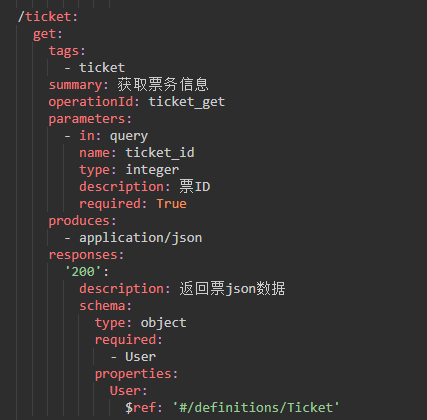 /ticket:
get:
tags:
- ticket
summary: 获取票务信息
operationId: ticket_get
parameters:
- in: query
name: ticket_id
type: integer
description: 票ID
required: True
produces:
- application/json
responses:
'200':
description: 返回票json数据
schema:
type: object
required:
- User
properties:
User:
$ref: '#/definitions/Ticket'